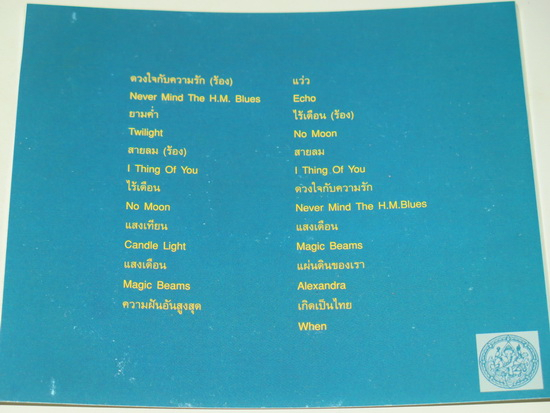 ดวงใจกับความรัก (ร้อง)
Never Mind The H.M. Blues
ยามค่ำ
Twilight
สายลม (ร้อง)
I Thing Of You
ไร้เดือน
No Moon
แสงเทียน
Candle Light
แสงเดือน
Magic Beams
ความฝันอันสูงสุด
แว่ว
Echo
ไร้เดือน (ร้อง)
No Moon
สายลม
I Thing Of You
ดวงใจกับความรัก
Never Mind The H.M.Blues
แสงเดือน
Magic Beams
แผ่นดินของเรา
Alexandra
เกิดเป็นไทย
When